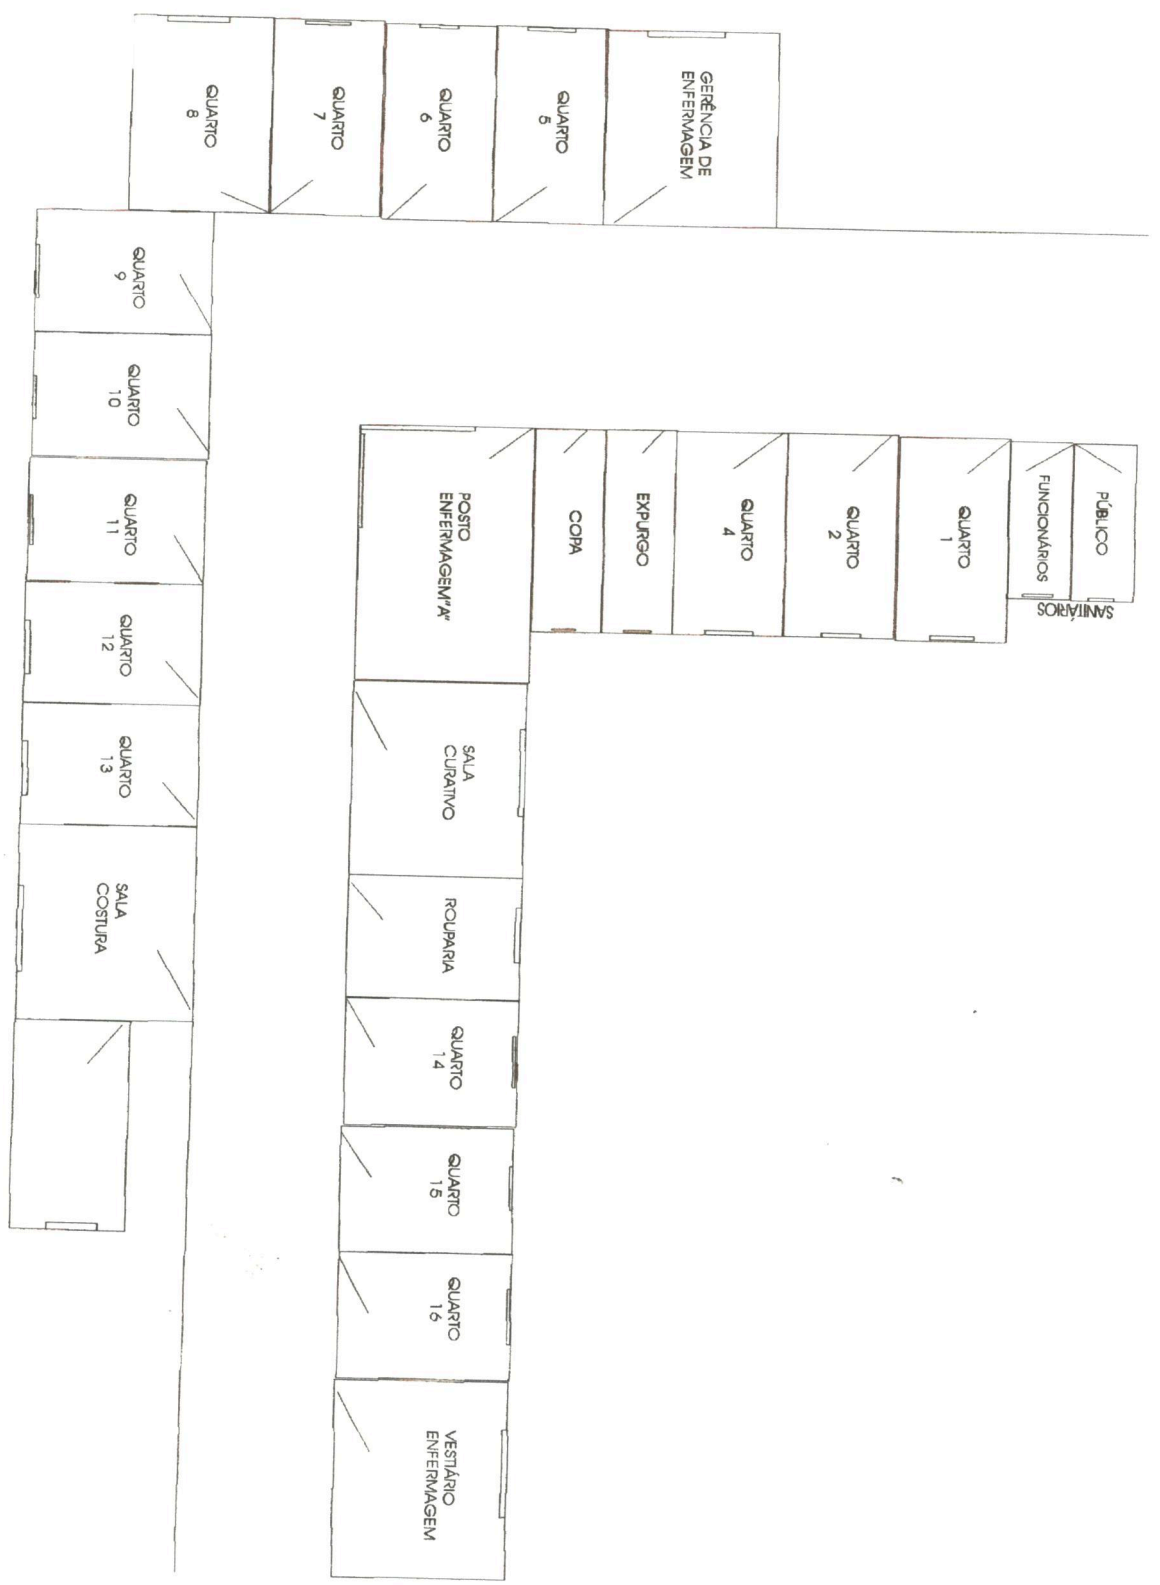 QUARTO
8
QUARTO
7
QUARTO
6
QUARTO
5
GERÊNCIA DE
ENFERMAGEM
QUARTO
9
QUARTO
10
QUARTO
11
QUARTO
12
QUARTO
13
SALA
COSTURA
POSTO
ENFERMAGEM"A"
COPA
EXPURGO
QUARTO
4
QUARTO
2
QUARTO
1
FUNCIONÁRIOS
PÚBLICO
SANITÁRIOS
SALA
CURATIVO
ROUPARIA
QUARTO
14
QUARTO
15
QUARTO
16
VESTIÁRIO
ENFERMAGEM